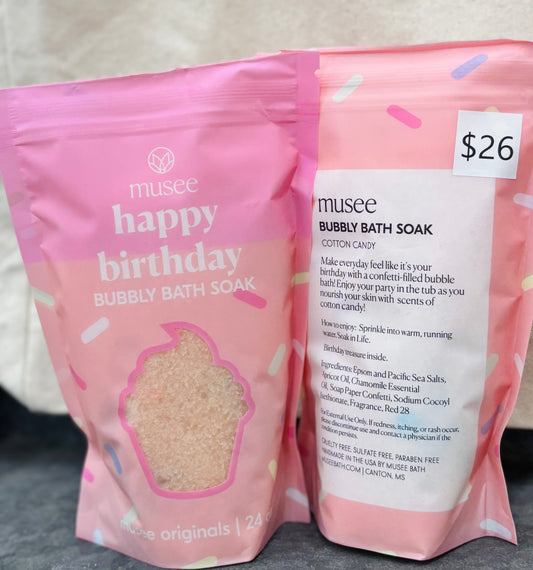 musee
happy
birthday
BUBBLY BATH SOAK
musee originals | 24
$26
musee
BUBBLY BATH SOAK
COTTON CANDY
Make everyday feel like it's your
birthday with a confetti-filled bubble
bath! Enjoy your party in the tub as you
nourish your skin with scents of
cotton candy!
How to enjoy: Sprinkle into warm, running
water. Soak in Life.
Birthday treasure inside.
Ingredients: Epsom and Pacific Sea Salts,
Apricot Oil, Chamomile Essential
Oil, Soap Paper Confetti, Sodium Cocoyl
Isethionate, Fragrance, Red 28
For External Use Only. If redness, itching, or rash occur,
please discontinue use and contact a physician if the
condition persists.
CRUELTY FREE. SULFATE FREE. PARABEN FREE
HANDMADE IN THE USA BY MUSEE BATH
MUSEEBATH.COM | CANTON, MS